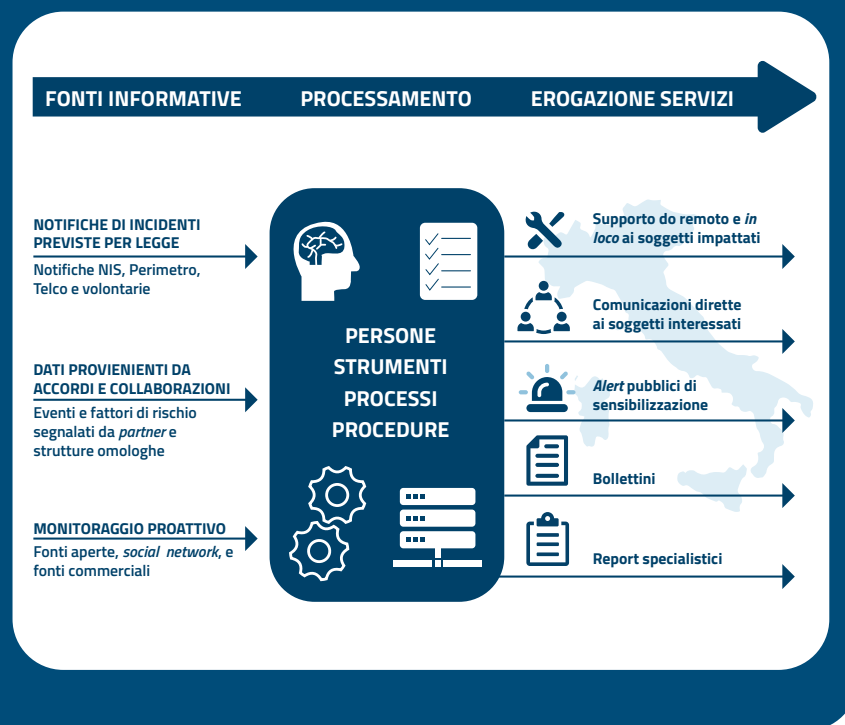 FONTI INFORMATIVE
PROCESSAMENTO
EROGAZIONE SERVIZI
NOTIFICHE DI INCIDENTI
PREVISTE PER LEGGE
Notifiche NIS, Perimetro,
Telco e volontarie
DATI PROVIENIENTI DA
ACCORDI E COLLABORAZIONI
Eventi e fattori di rischio
segnalati da partner e
strutture omologhe
MONITORAGGIO PROATTIVO
Fonti aperte, social network, e
fonti commerciali
PERSONE
STRUMENTI
PROCESSI
PROCEDURE
Supporto do remoto e in
loco ai soggetti impattati
Comunicazioni dirette
ai soggetti interessati
Alert pubblici di
sensibilizzazione
Bollettini
Report specialistici